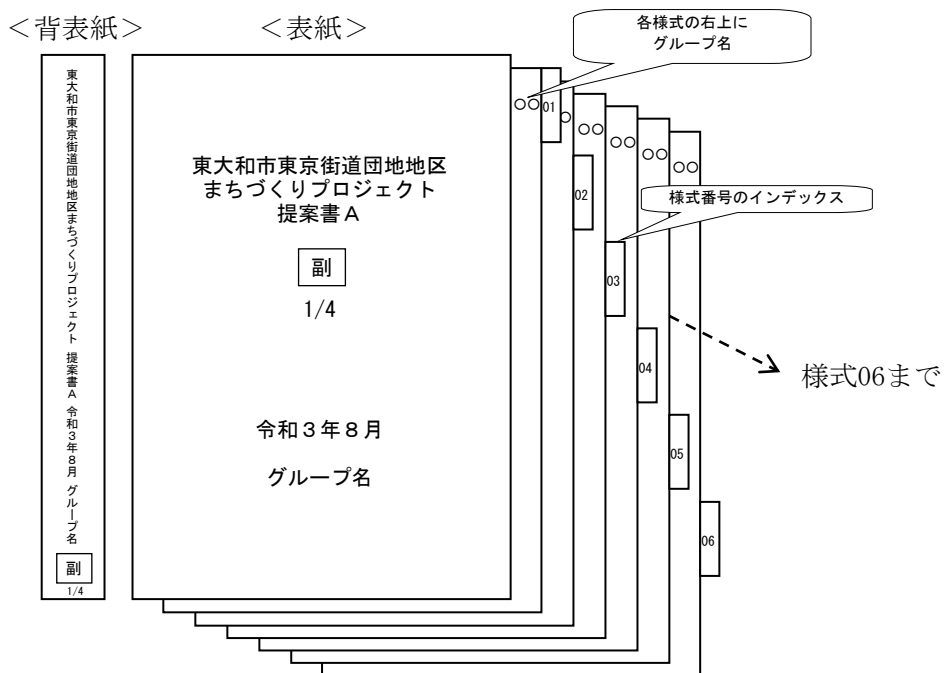 ＜背表紙＞
＜表紙＞
各様式の右上に
グループ名
東大和市東京街道団地地区まちづくりプロジェクト 提案書Ａ 令和３年８月 グループ名
副
1/4
東大和市東京街道団地地区
まちづくりプロジェクト
提案書Ａ
副
1/4
令和３年８月
グループ名
○○
01
○
○○
02
○○
03
○○
04
○○
05
06
様式番号のインデックス
様式06まで